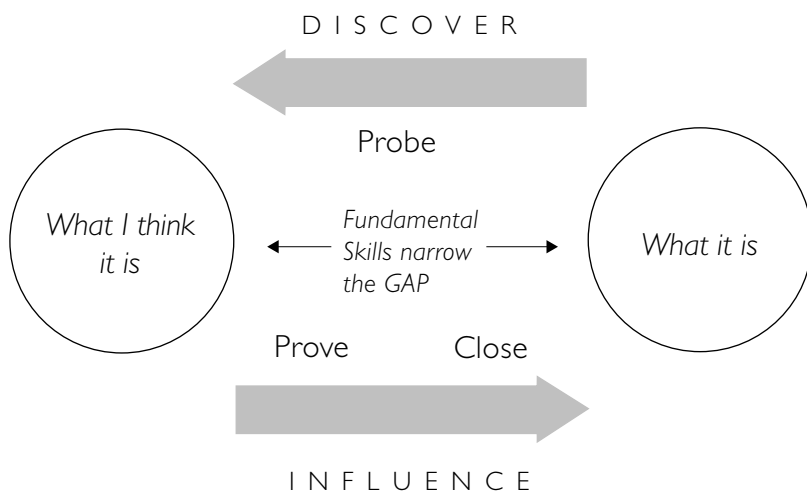 DISCOVER
Probe
What I think
it is
Fundamental
Skills narrow
the GAP
What it is
Prove Close
INFLUENCE